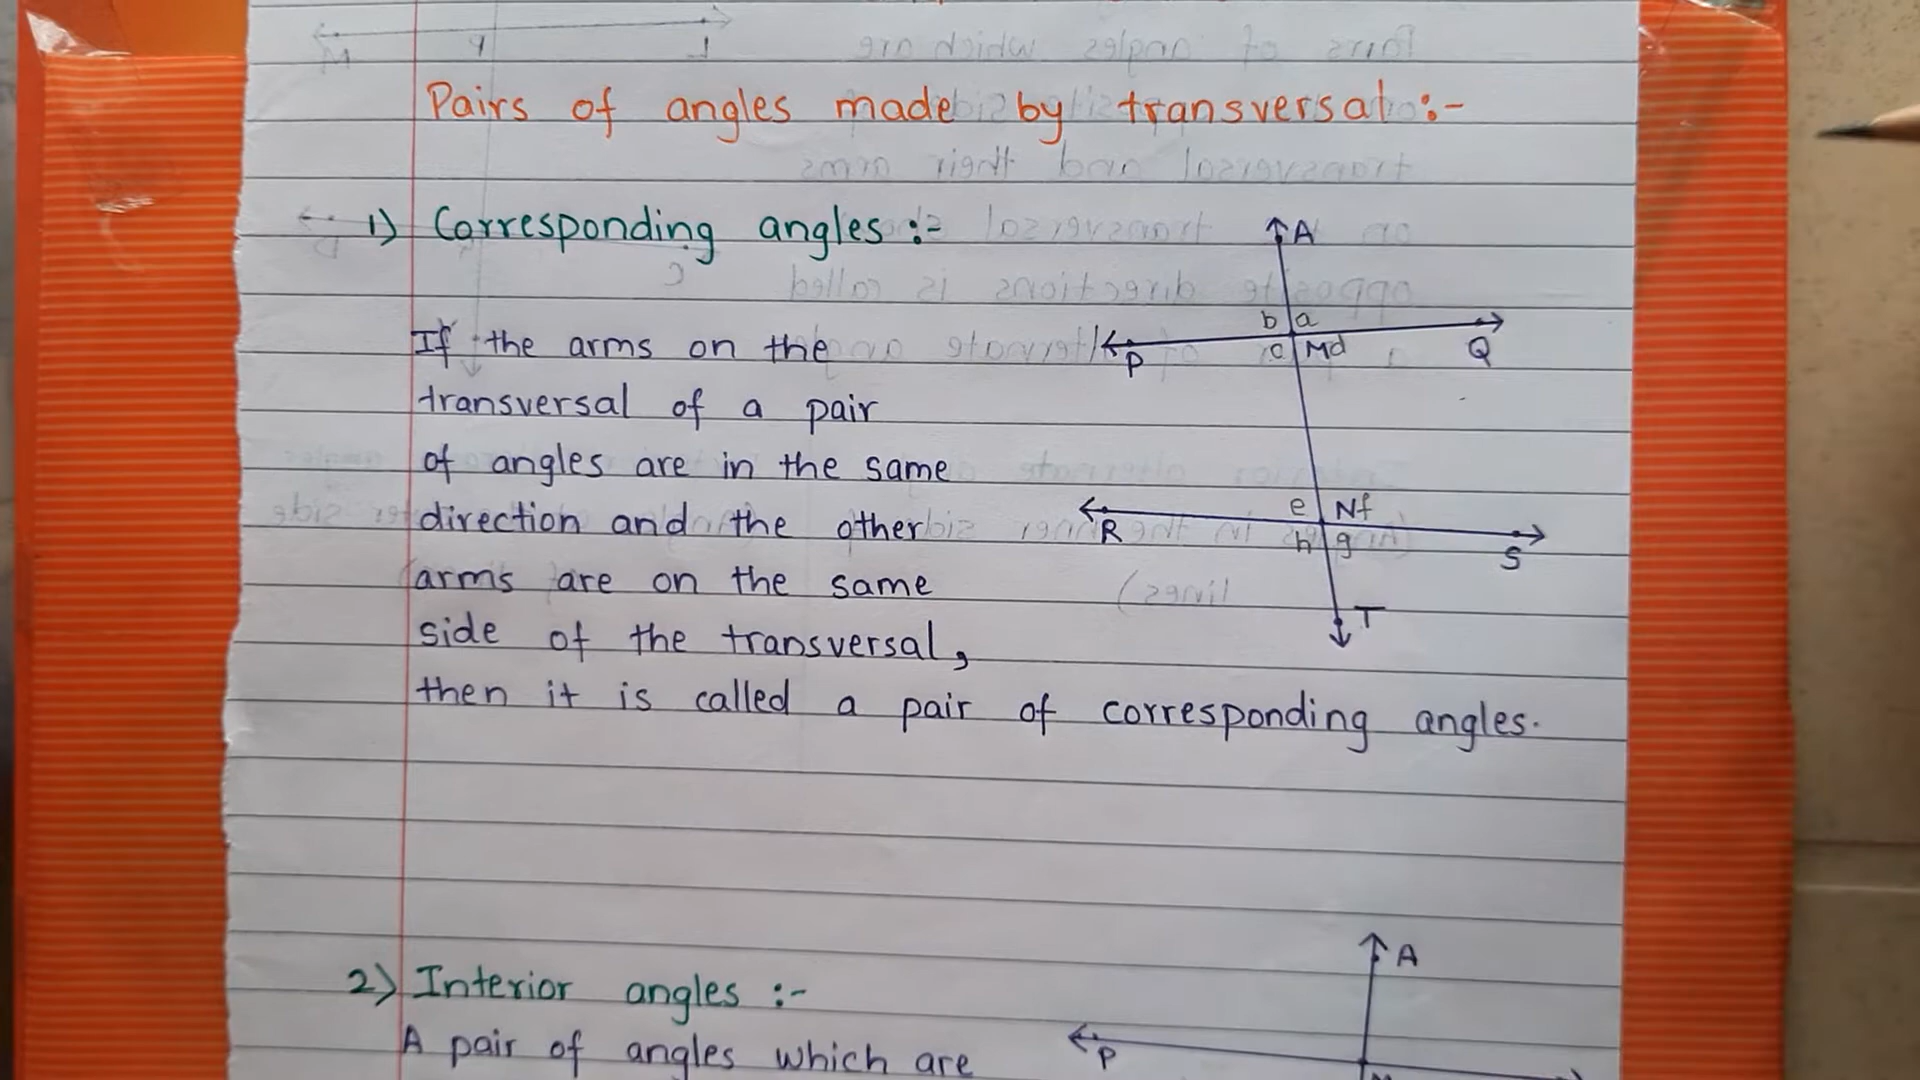 Pairs of angles made by transversal :-
1) Corresponding angles :-
If the arms on the
transversal of a pair
of angles are in the same
direction and the other
arms are on the same
side of the transversal,
then it is called a pair of corresponding angles.
A
b a
P c M d Q
e N f
R h g S
T
2) Interior angles :-
A pair of angles which are
A
P